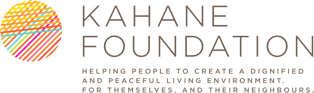 KAHANE
FOUNDATION
HELPING PEOPLE TO CREATE A DIGNIFIED
AND PEACEFUL LIVING ENVIRONMENT.
FOR THEMSELVES. AND THEIR NEIGHBOURS.